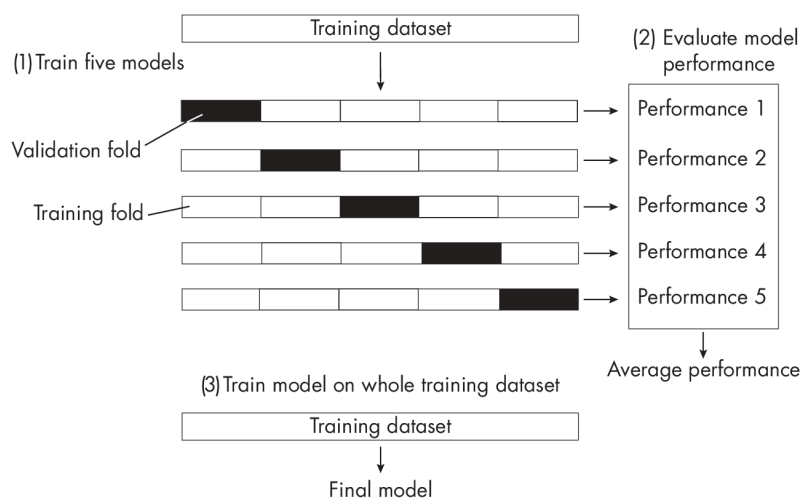 Training dataset
(1) Train five models
(2) Evaluate model
performance
Performance 1
Validation fold
Performance 2
Training fold
Performance 3
Performance 4
Performance 5
Average performance
(3) Train model on whole training dataset
Training dataset
Final model